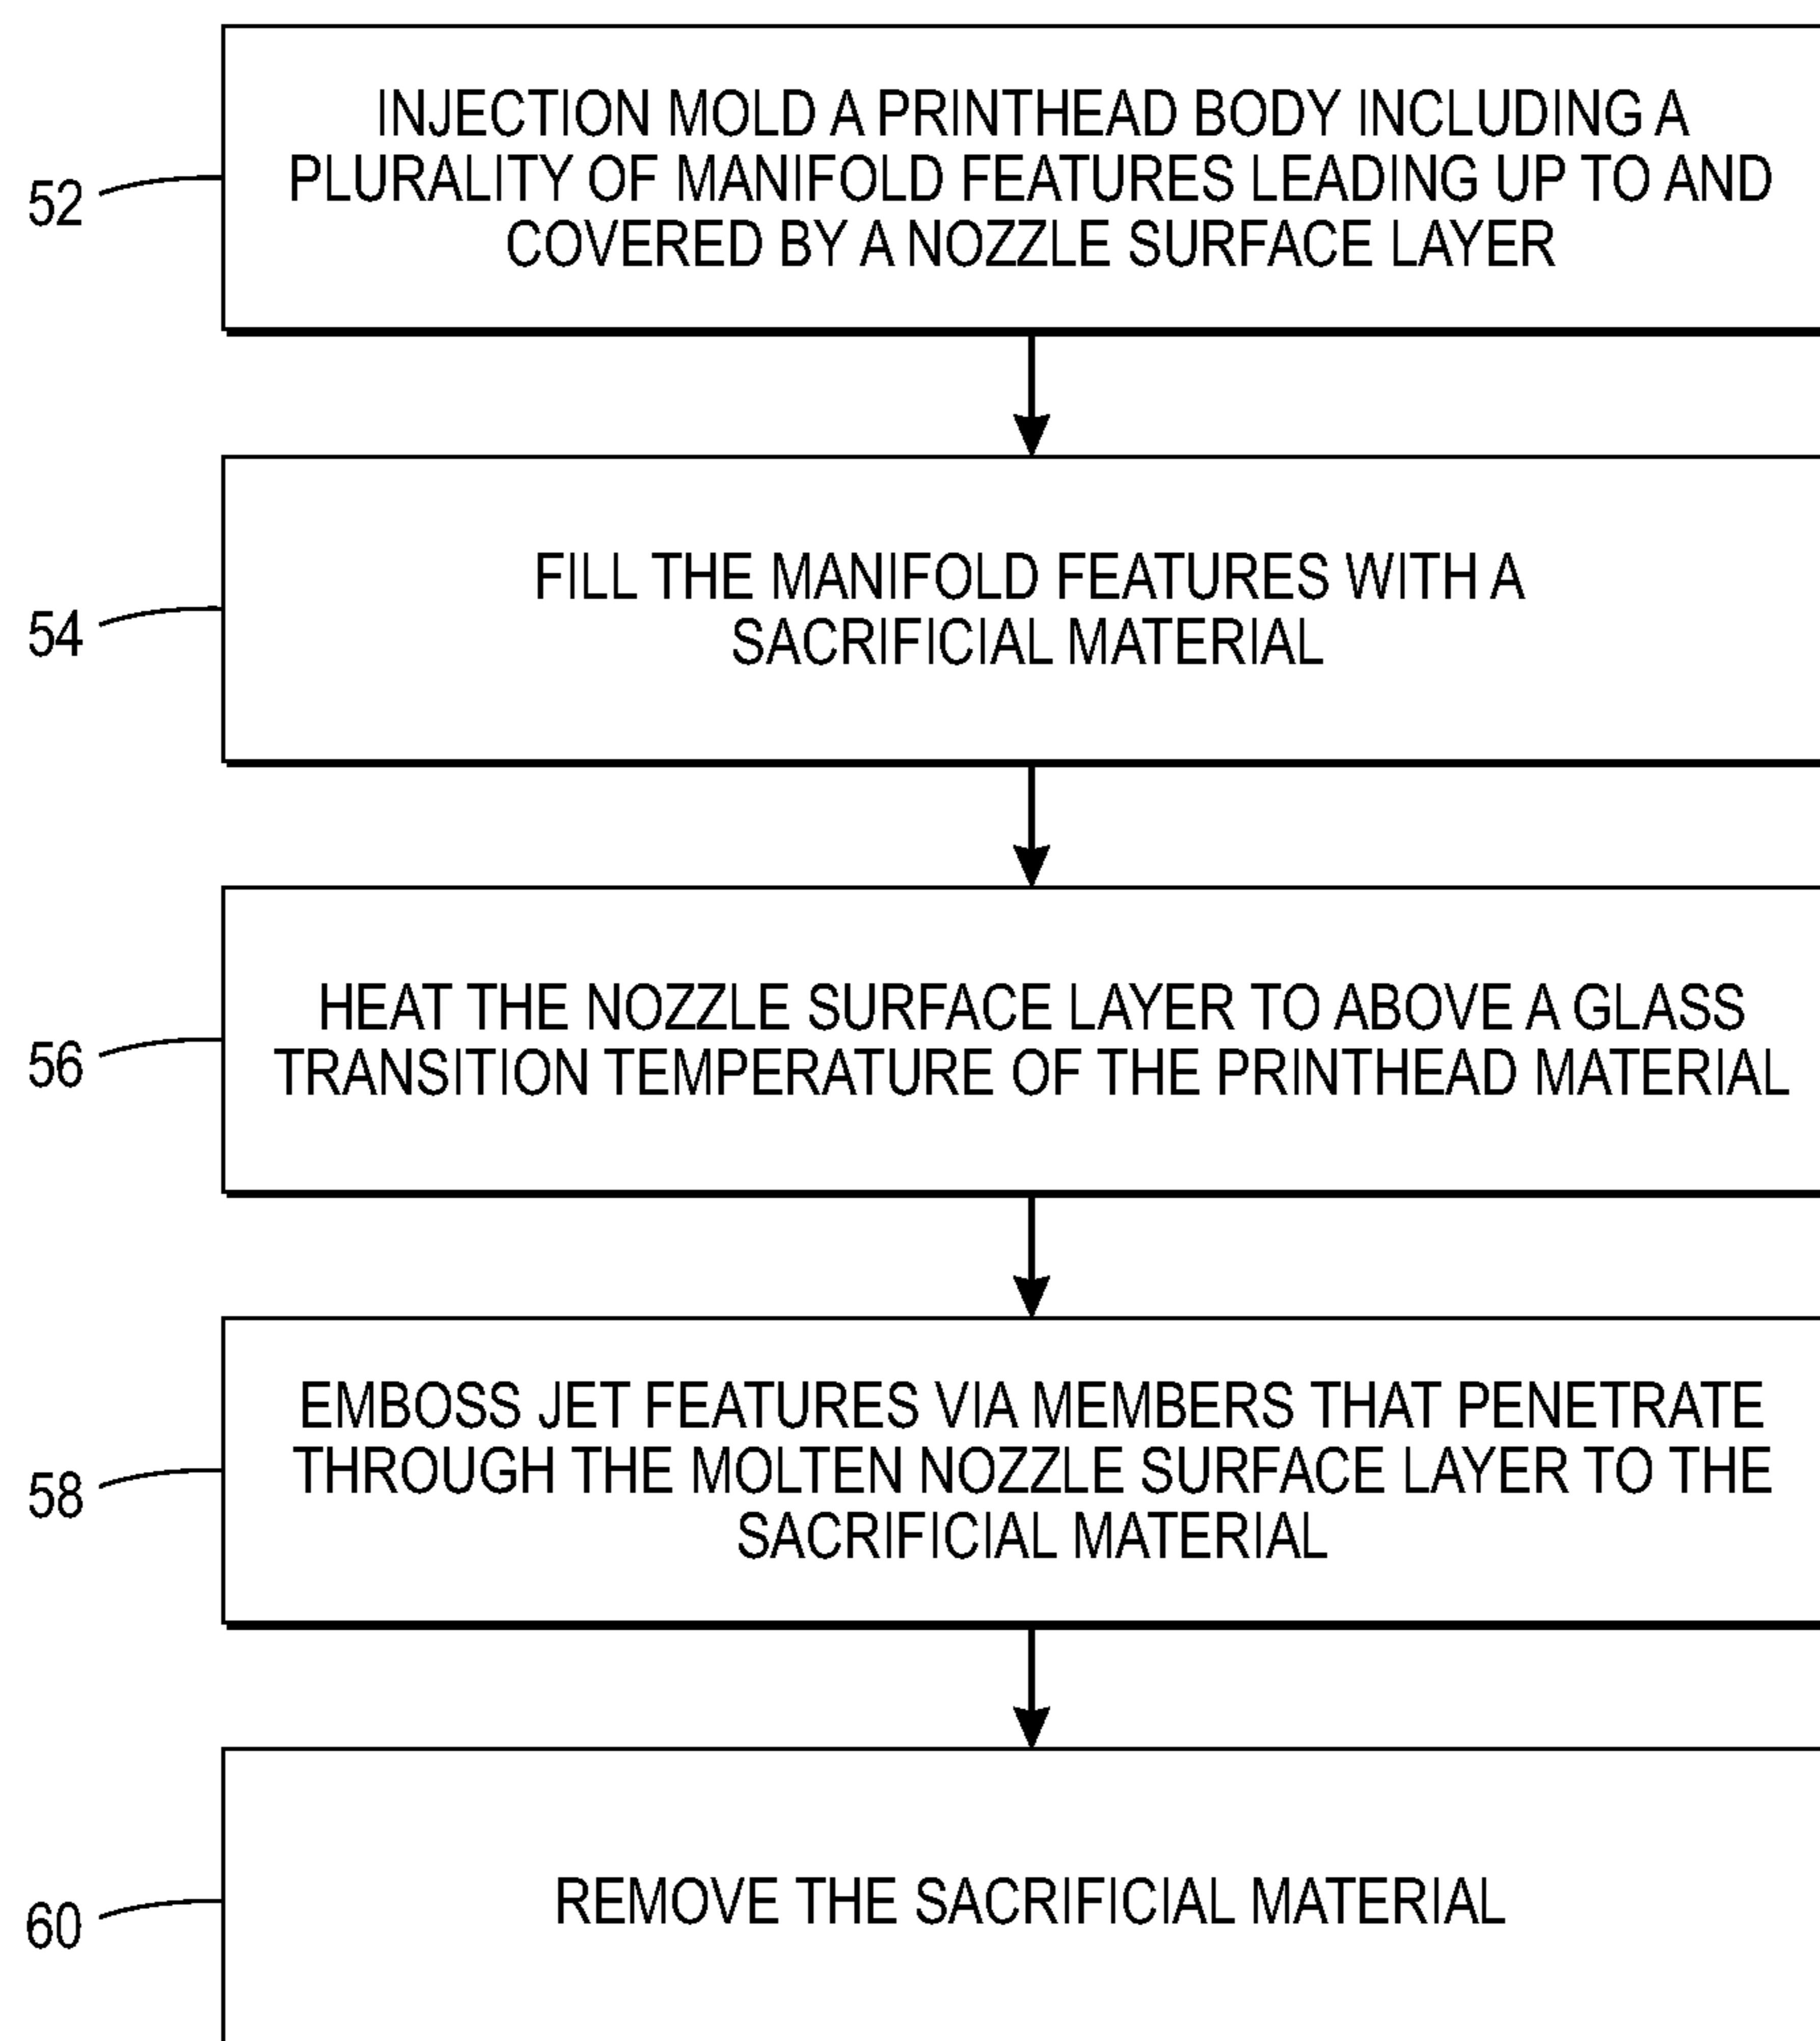 52
INJECTION MOLD A PRINTHEAD BODY INCLUDING A
PLURALITY OF MANIFOLD FEATURES LEADING UP TO AND
COVERED BY A NOZZLE SURFACE LAYER
54
FILL THE MANIFOLD FEATURES WITH A
SACRIFICIAL MATERIAL
56
HEAT THE NOZZLE SURFACE LAYER TO ABOVE A GLASS
TRANSITION TEMPERATURE OF THE PRINTHEAD MATERIAL
58
EMBOSS JET FEATURES VIA MEMBERS THAT PENETRATE
THROUGH THE MOLTEN NOZZLE SURFACE LAYER TO THE
SACRIFICIAL MATERIAL
60
REMOVE THE SACRIFICIAL MATERIAL